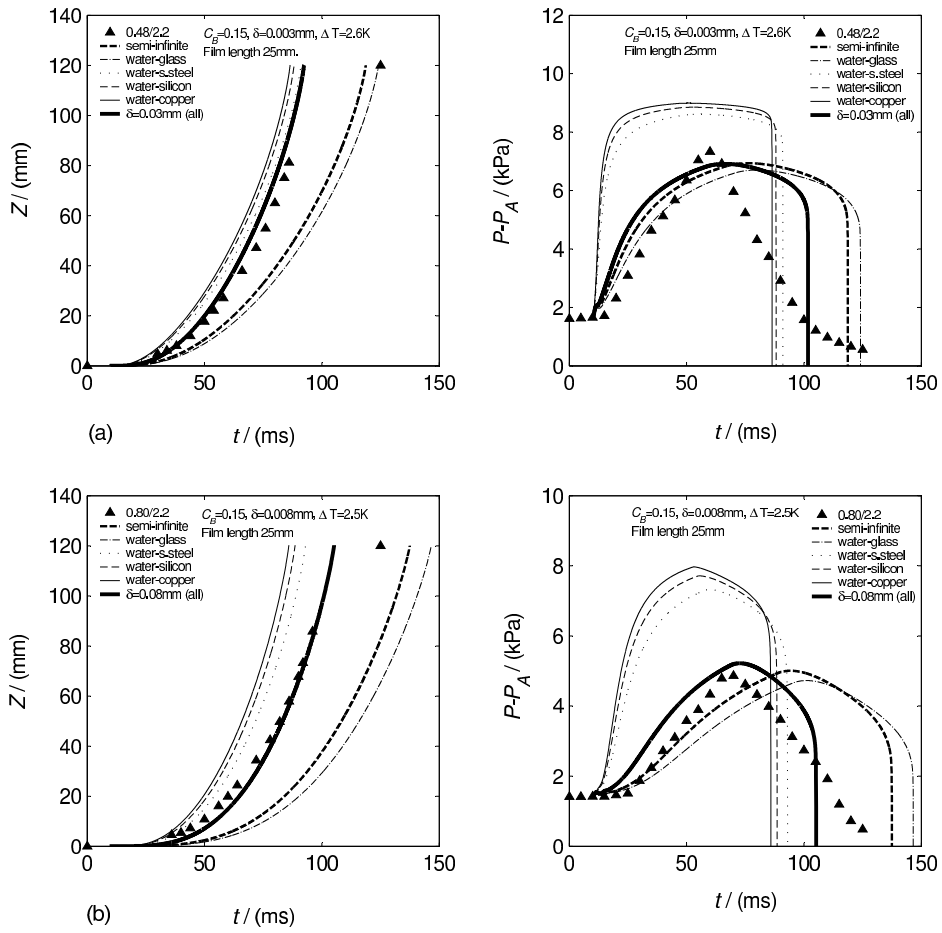 140
120
100
80
60
40
20
0
Z / (mm)
0.48/2.2
semi-infinite
water-glass
water-s.steel
water-silicon
water-copper
δ=0.03mm (all)
C_B=0.15, δ=0.003mm, Δ T=2.6K
Film length 25mm.
0 50 100 150
(a)
t / (ms)
12
10
8
6
4
2
0
P-P_A / (kPa)
C_B=0.15, δ=0.003mm, Δ T=2.6K
Film length 25mm
0.48/2.2
semi-infinite
water-glass
water-s.steel
water-silicon
water-copper
δ=0.03mm (all)
0 50 100 150
t / (ms)
140
120
100
80
60
40
20
0
Z / (mm)
0.80/2.2
semi-infinite
water-glass
water-s.steel
water-silicon
water-copper
δ=0.08mm (all)
C_B=0.15, δ=0.008mm, Δ T=2.5K
Film length 25mm
0 50 100 150
(b)
t / (ms)
10
8
6
4
2
0
P-P_A / (kPa)
C_B=0.15, δ=0.008mm, Δ T=2.5K
Film length 25mm
0.80/2.2
semi-infinite
water-glass
water-s.steel
water-silicon
water-copper
δ=0.08mm (all)
0 50 100 150
t / (ms)